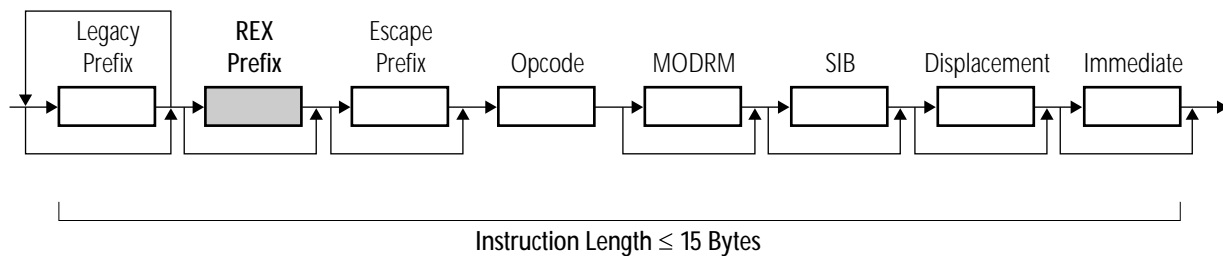 Legacy Prefix
REX Prefix
Escape Prefix
Opcode
MODRM
SIB
Displacement
Immediate
Instruction Length ≤ 15 Bytes